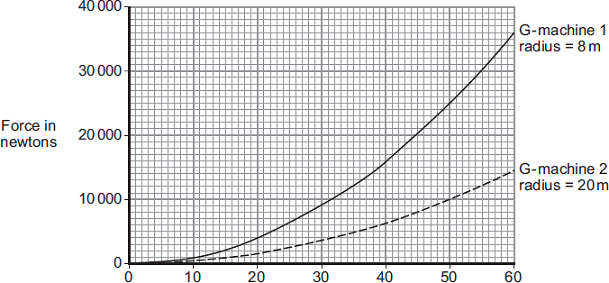 40 000
30 000
20 000
10 000
0
Force in
newtons
0 10 20 30 40 50 60
G-machine 1
radius = 8 m
G-machine 2
radius = 20 m